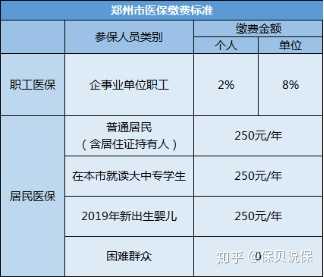 郑州市医保缴费标准
参保人员类别
缴费金额
个人
单位
职工医保
企事业单位职工
2%
8%
居民医保
普通居民
（含居住证持有人）
250元/年
在本市就读大中专学生
250元/年
2019年新出生婴儿
250元/年
困难群众
0
知乎 @保贝说保